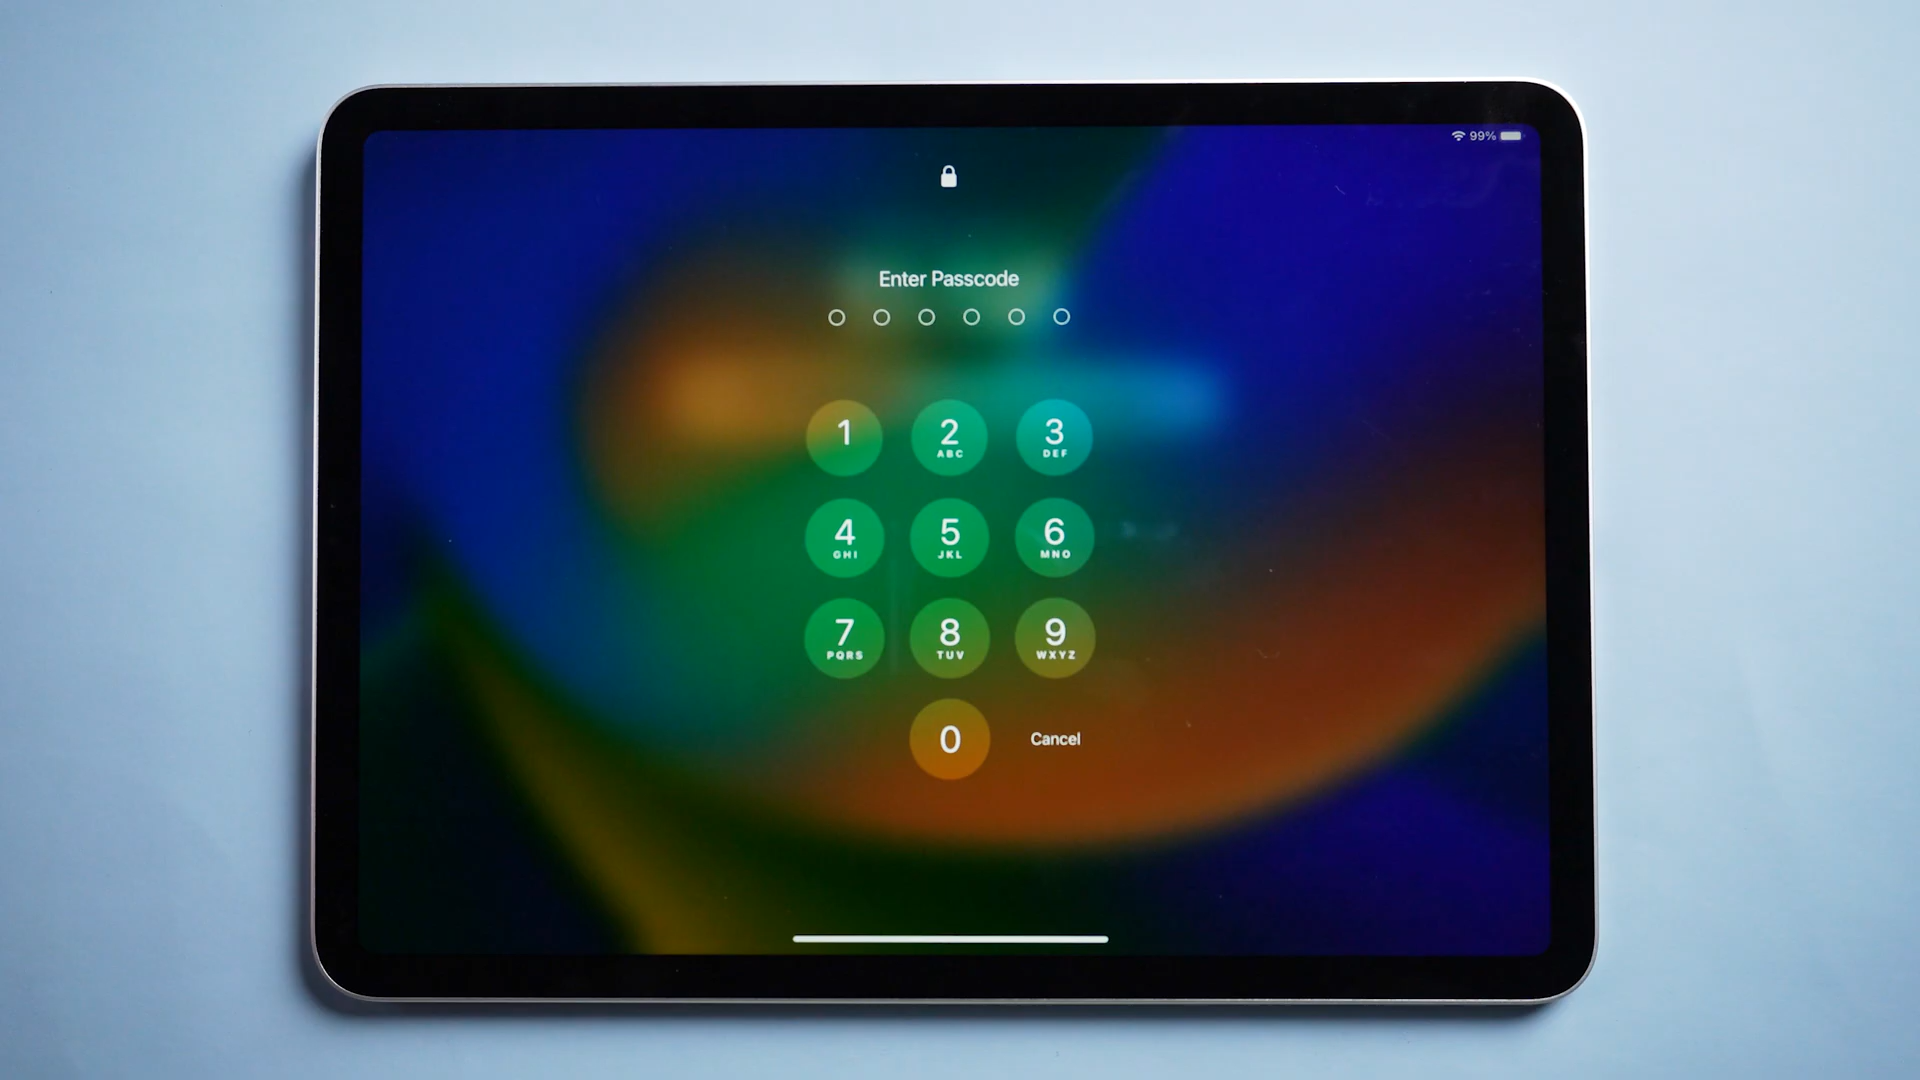 99%
Enter Passcode
1 2 3
ABC DEF
4 5 6
GHI JKL MNO
7 8 9
PQRS TUV WXYZ
0 Cancel